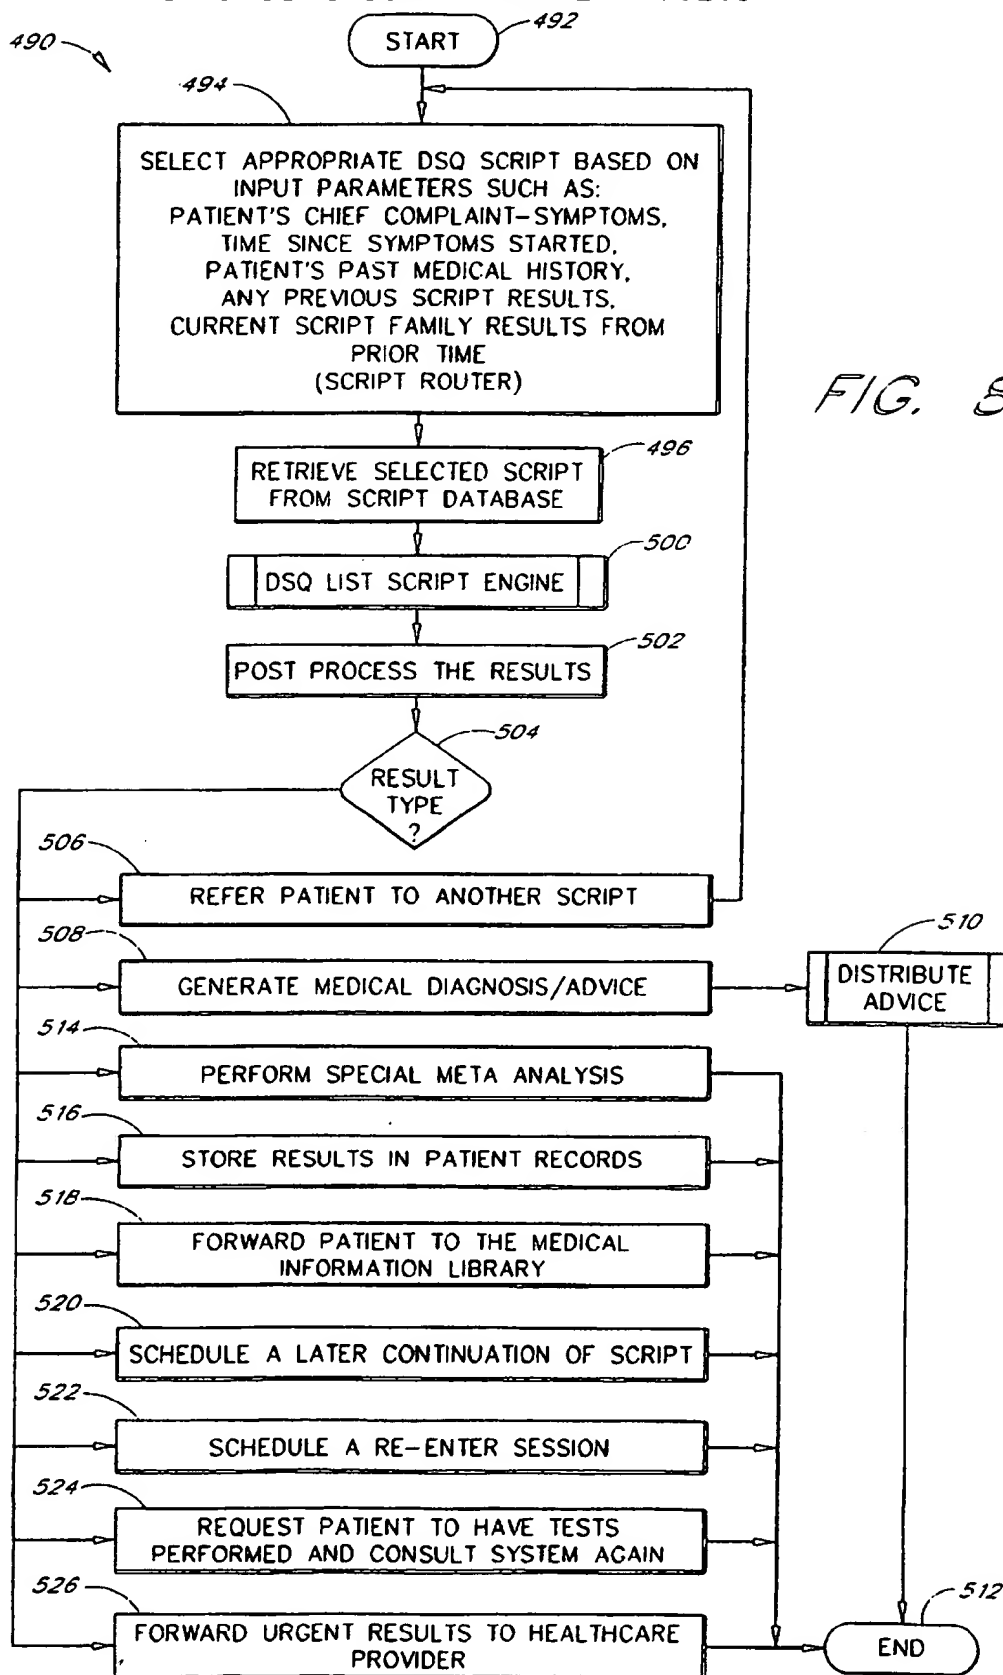 492
START
490
494
SELECT APPROPRIATE DSQ SCRIPT BASED ON
INPUT PARAMETERS SUCH AS:
PATIENT'S CHIEF COMPLAINT-SYMPTOMS,
TIME SINCE SYMPTOMS STARTED,
PATIENT'S PAST MEDICAL HISTORY,
ANY PREVIOUS SCRIPT RESULTS,
CURRENT SCRIPT FAMILY RESULTS FROM
PRIOR TIME
(SCRIPT ROUTER)
FIG.
496
RETRIEVE SELECTED SCRIPT
FROM SCRIPT DATABASE
500
DSQ LIST SCRIPT ENGINE
502
POST PROCESS THE RESULTS
504
RESULT
TYPE
?
506
REFER PATIENT TO ANOTHER SCRIPT
508
GENERATE MEDICAL DIAGNOSIS/ADVICE
510
DISTRIBUTE
ADVICE
514
PERFORM SPECIAL META ANALYSIS
516
STORE RESULTS IN PATIENT RECORDS
518
FORWARD PATIENT TO THE MEDICAL
INFORMATION LIBRARY
520
SCHEDULE A LATER CONTINUATION OF SCRIPT
522
SCHEDULE A RE-ENTER SESSION
524
REQUEST PATIENT TO HAVE TESTS
PERFORMED AND CONSULT SYSTEM AGAIN
526
FORWARD URGENT RESULTS TO HEALTHCARE
PROVIDER
512
END